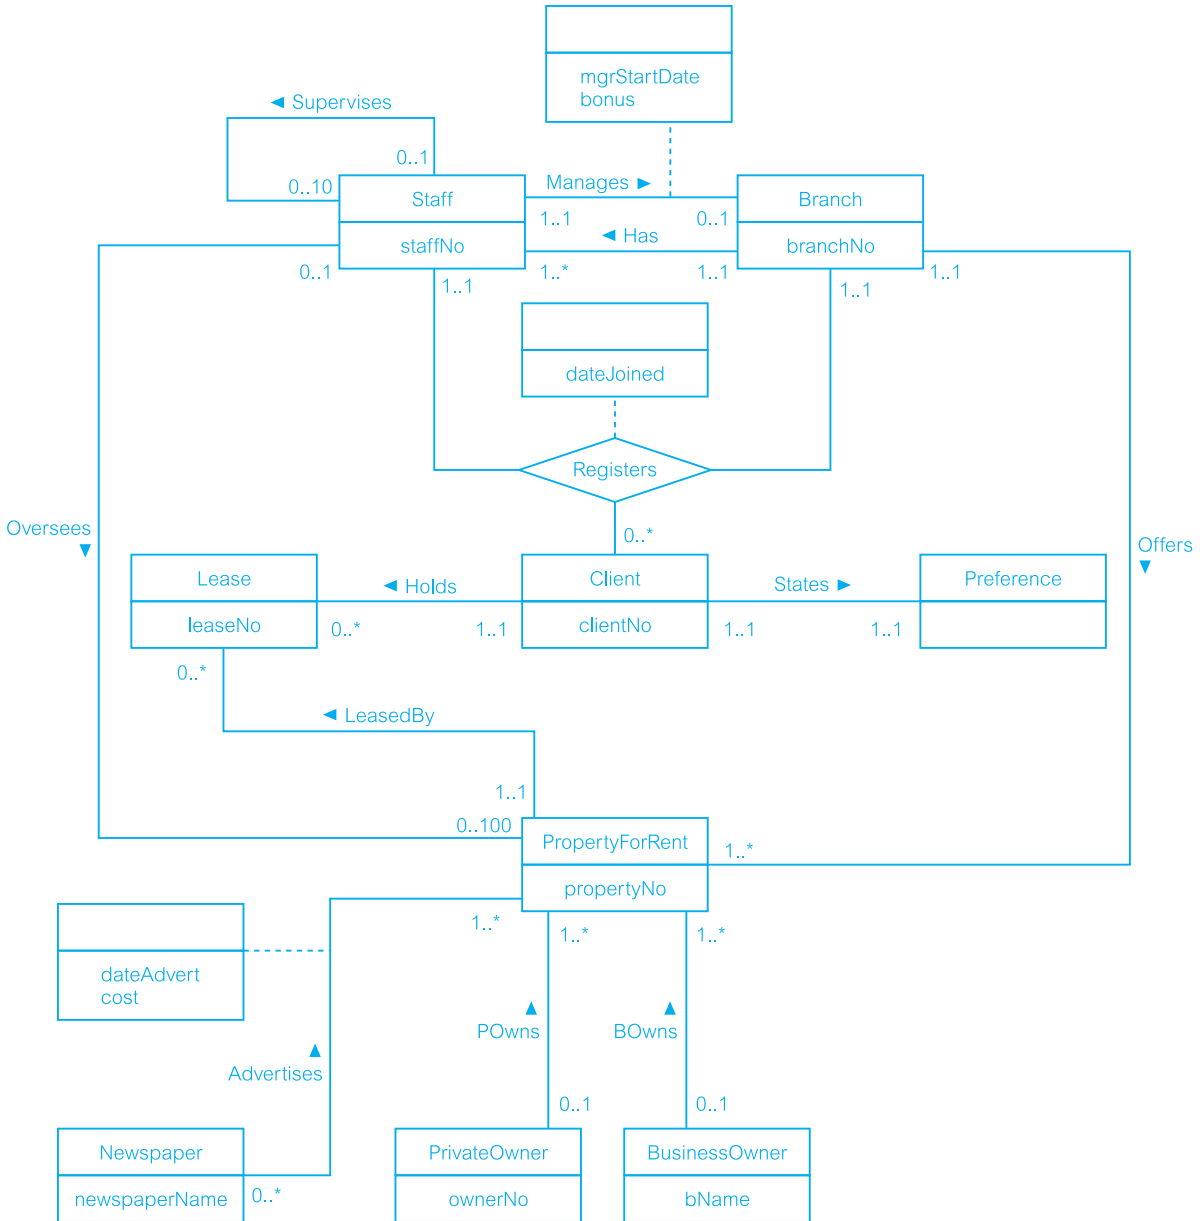 mgrStartDate
bonus
◄ Supervises
0..1
0..10
Staff
staffNo
Manages ►
1..1
0..1
◄ Has
1..*
1..1
Branch
branchNo
0..1
1..1
1..1
1..1
dateJoined
Registers
0..*
Oversees
▼
Offers
▼
Lease
leaseNo
◄ Holds
0..*
1..1
Client
clientNo
States ►
1..1
1..1
Preference
0..*
◄ LeasedBy
1..1
0..100
PropertyForRent
propertyNo
1..*
1..*
1..*
1..*
dateAdvert
cost
▲
POwns
▲
BOwns
▲
Advertises
0..1
0..1
Newspaper
newspaperName
0..*
PrivateOwner
ownerNo
BusinessOwner
bName